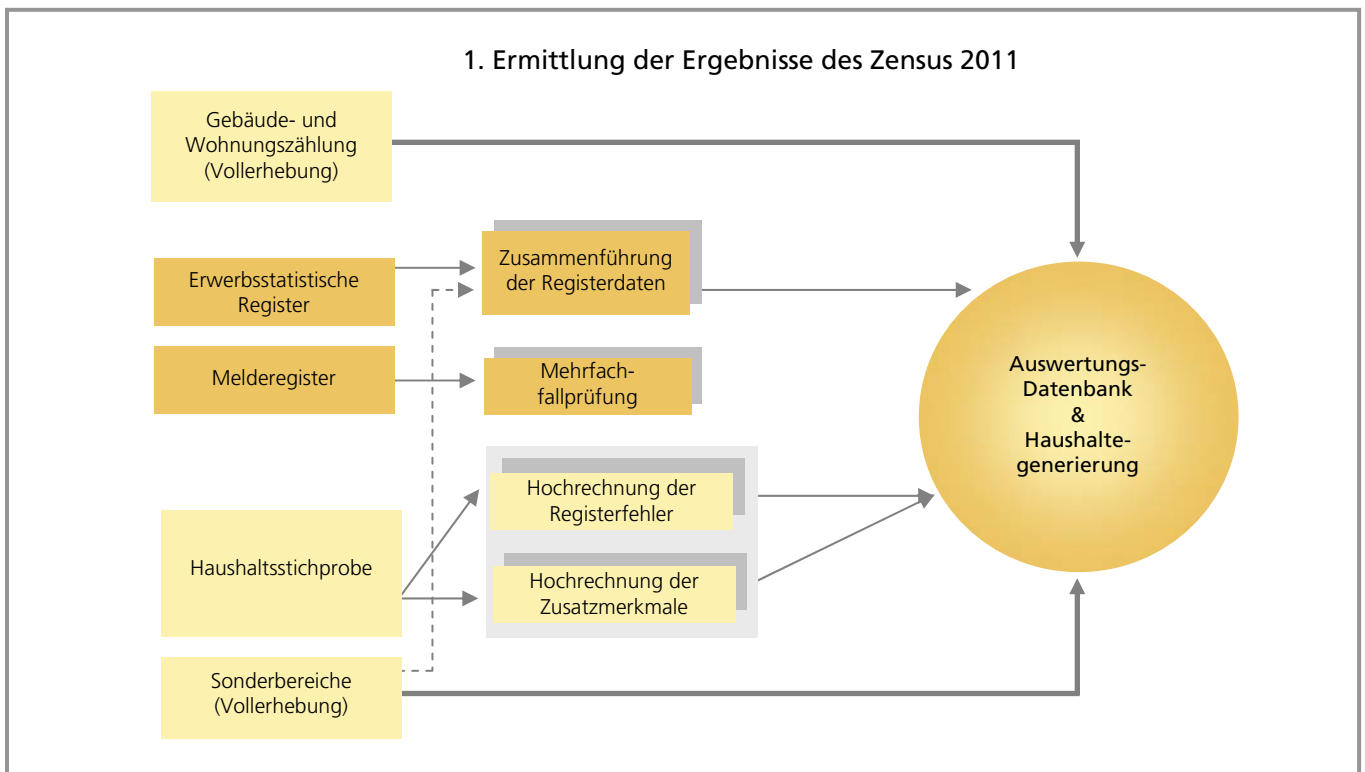 1. Ermittlung der Ergebnisse des Zensus 2011
Gebäude- und
Wohnungszählung
(Vollerhebung)
Erwerbsstatistische
Register
Zusammenführung
der Registerdaten
Melderegister
Mehrfach-
fallprüfung
Auswertungs-
Datenbank
&
Haushalte-
generierung
Haushaltsstichprobe
Hochrechnung der
Registerfehler
Hochrechnung der
Zusatzmerkmale
Sonderbereiche
(Vollerhebung)